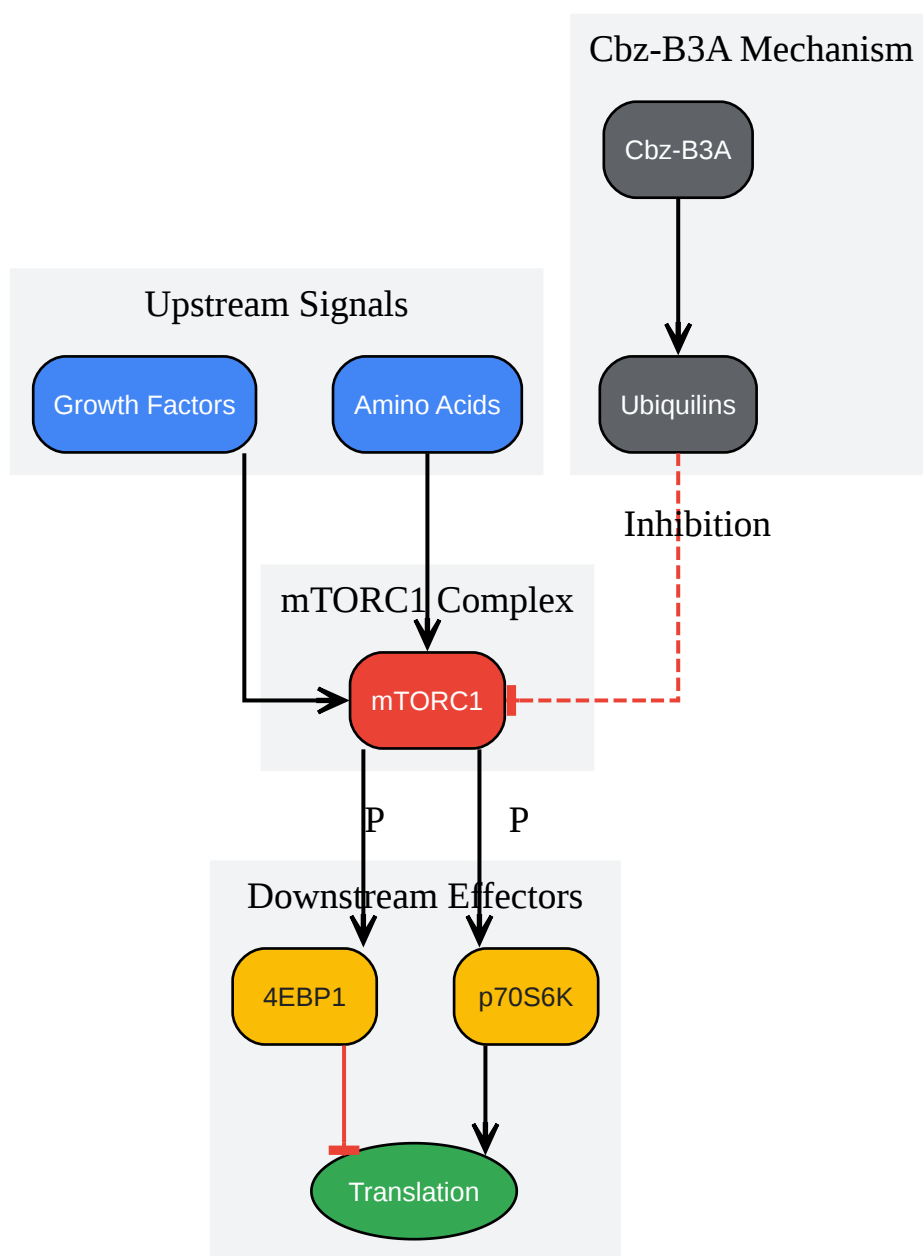 Cbz-B3A Mechanism
Cbz-B3A
Upstream Signals
Growth Factors
Amino Acids
Ubiquilins
Inhibition
mTORC1 Complex
mTORC1
P
P
Downstream Effectors
4EBP1
p70S6K
Translation